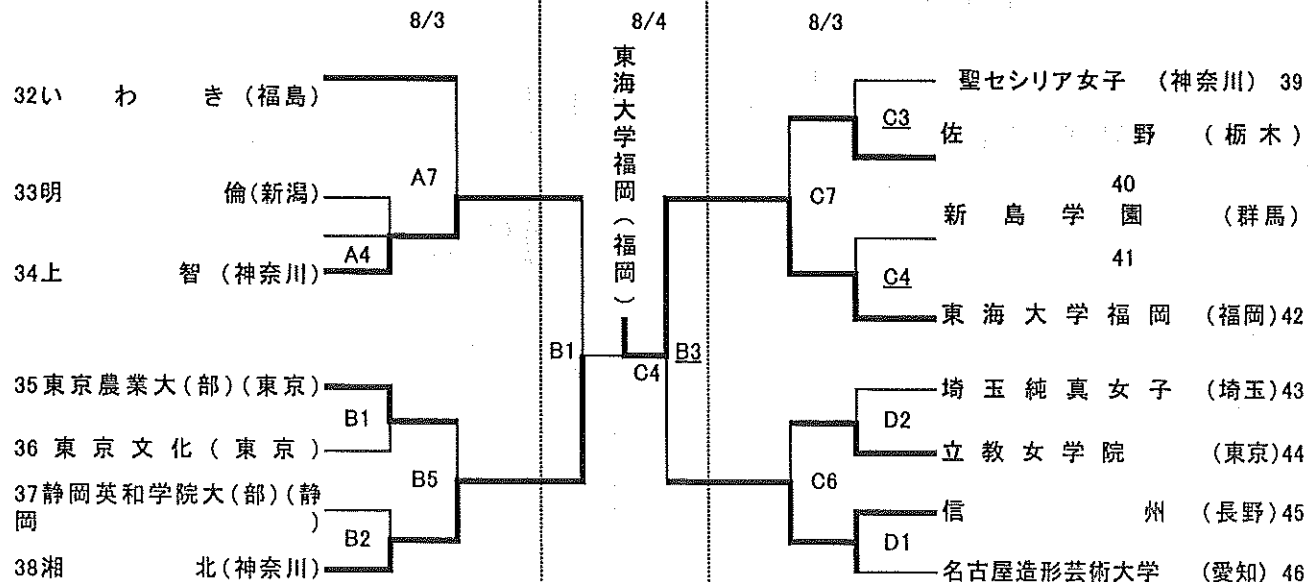 8/3
8/4
8/3
東海大学福岡（福岡）
32い わ き（福島）
33明 倫(新潟)
34上 智（神奈川）
35東京農業大(部)(東京)
36 東 京 文 化（東 京）
37静岡英和学院大(部)(静
岡 )
38湘 北(神奈川)
A7
A4
B1
B5
B2
B1
C4
B3
聖セシリア女子 （神奈川） 39
C3
佐 野 （栃木）
40
C7
新 島 学 園 （群馬）
41
C4
東 海 大 学 福 岡 （福岡）42
埼 玉 純 真 女 子 （埼玉）43
D2
立 教 女 学 院 （東京）44
C6
信 州 （長野）45
D1
名古屋造形芸術大学 （愛知） 46